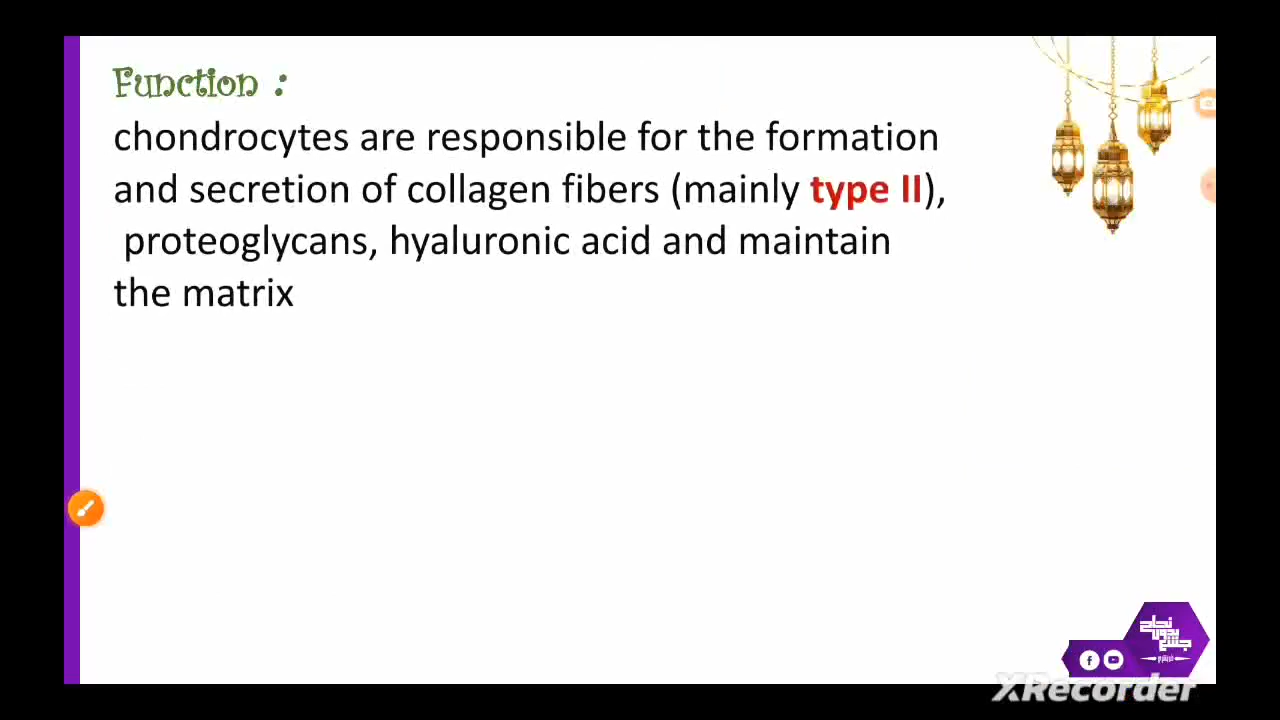 Function :
chondrocytes are responsible for the formation
and secretion of collagen fibers (mainly type II),
proteoglycans, hyaluronic acid and maintain
the matrix
XRecorder